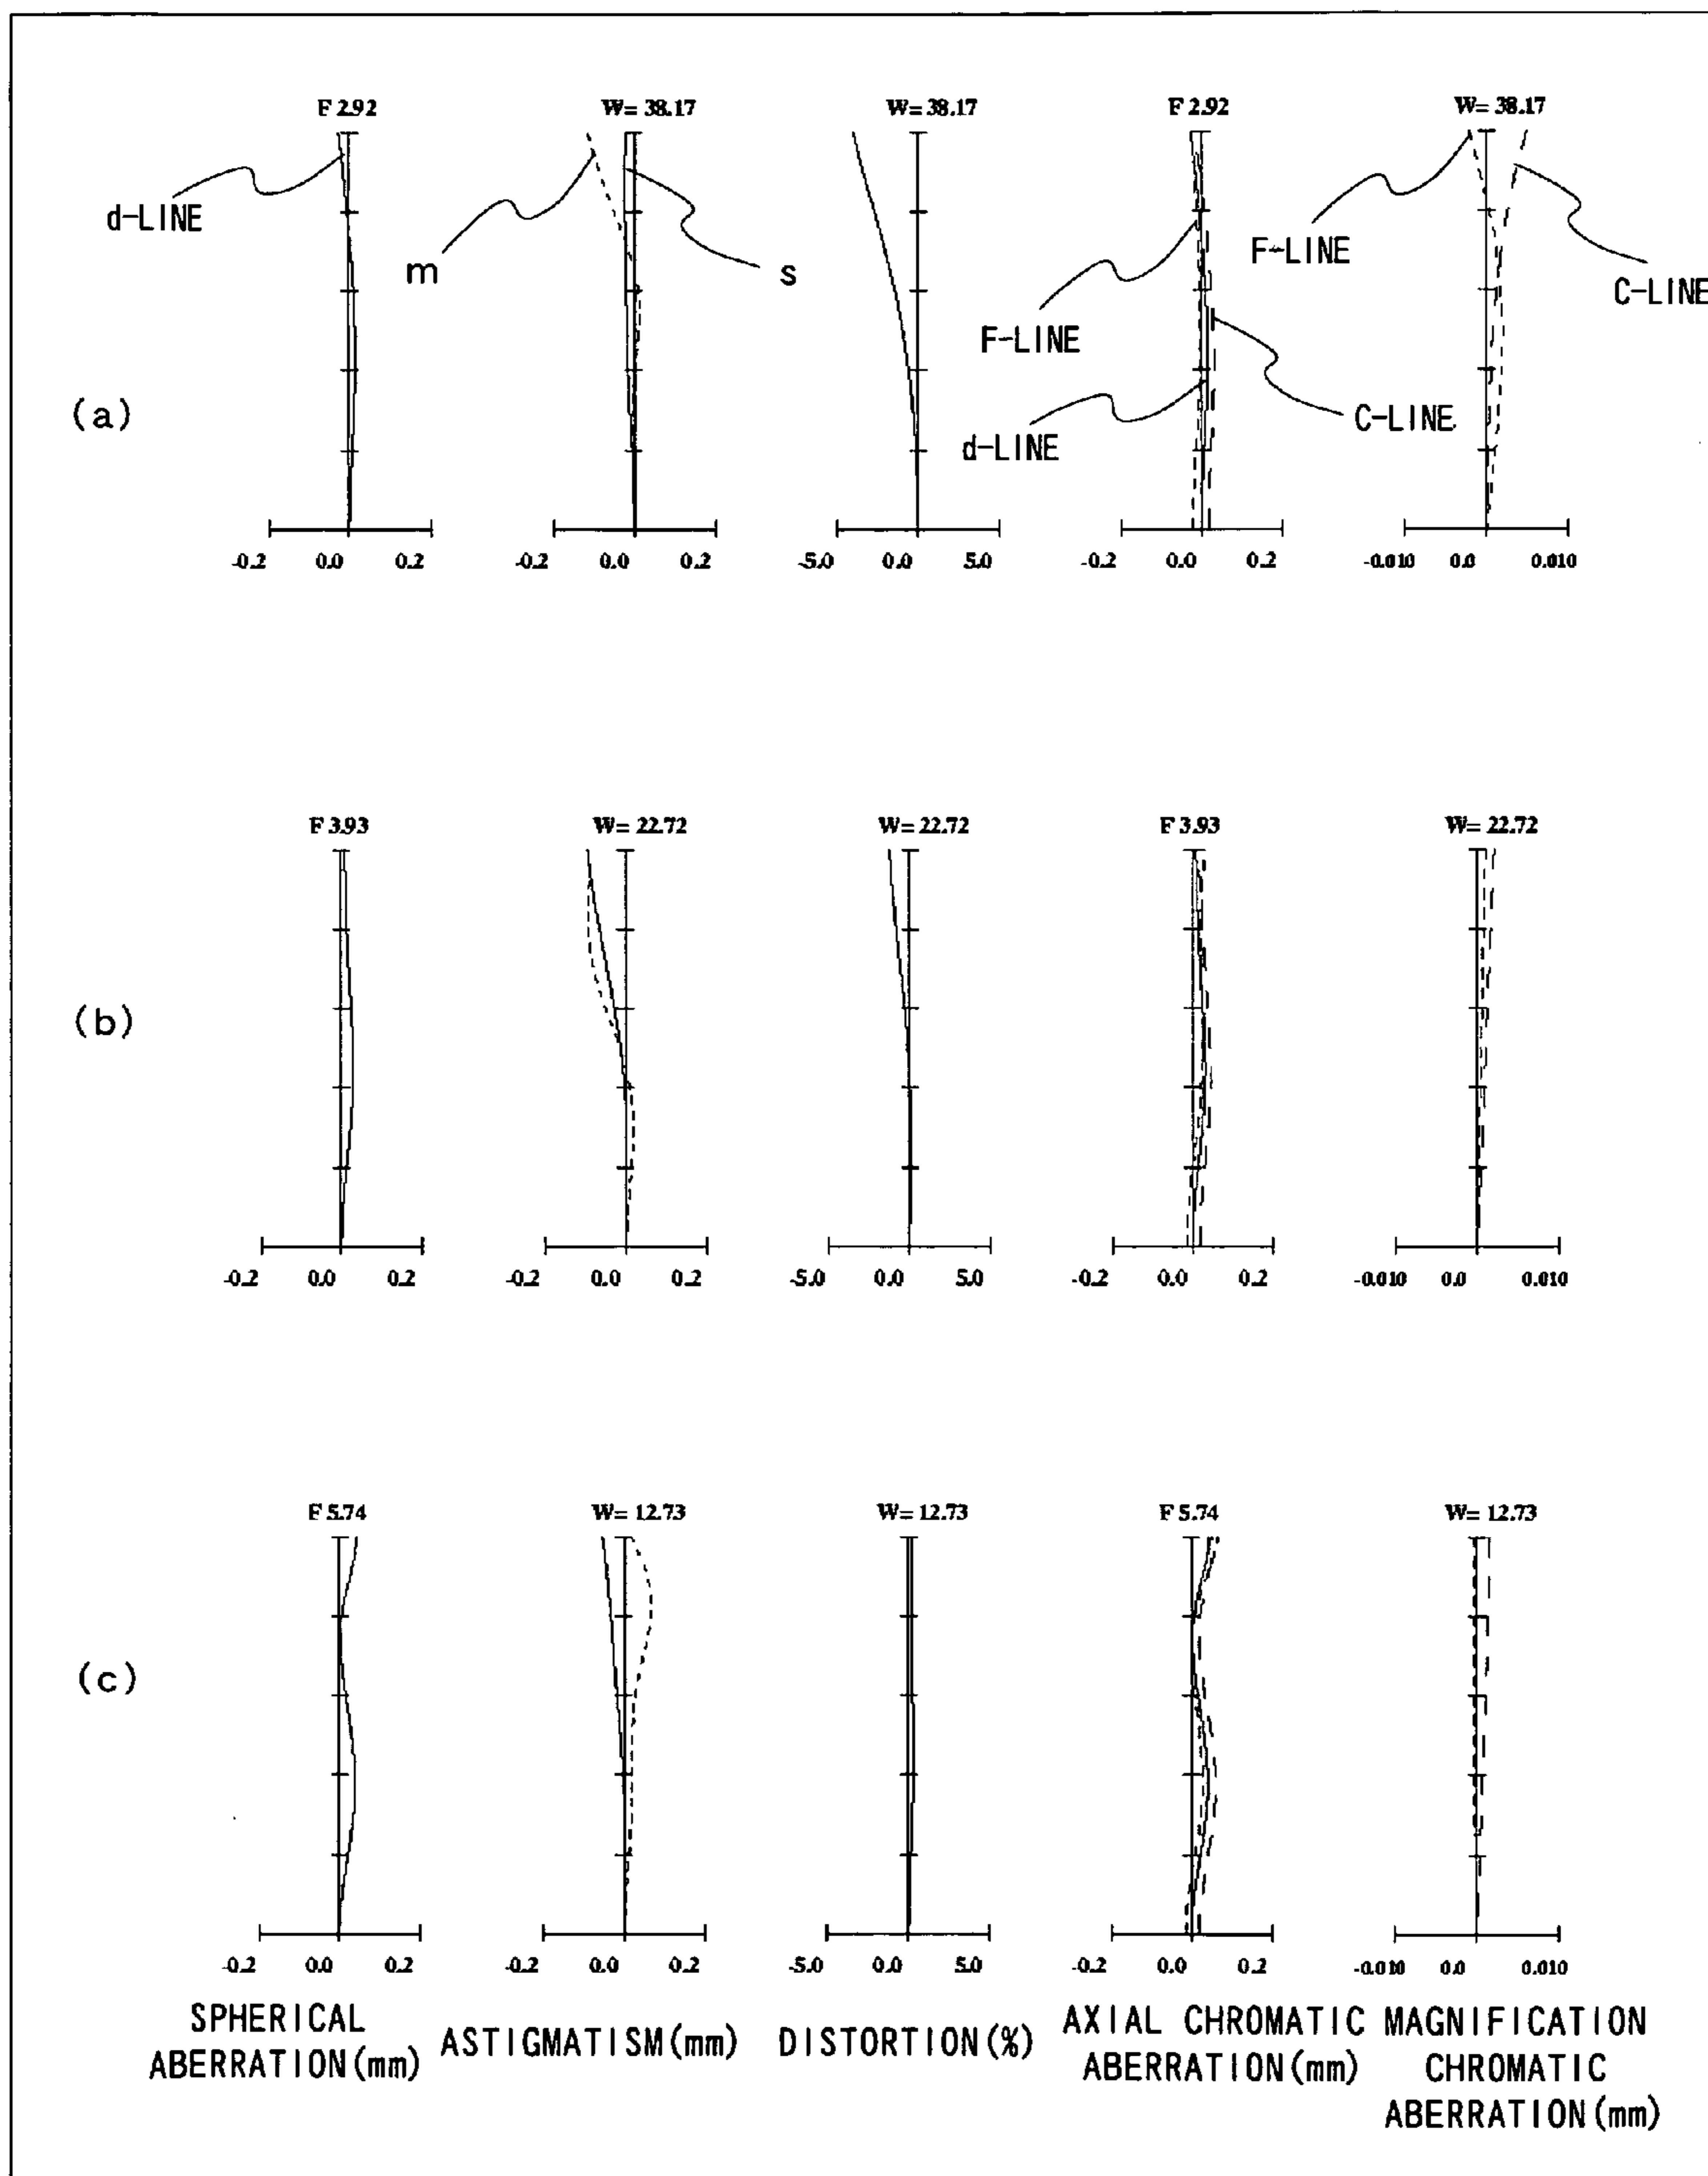 F 2.92 W= 38.17 W= 38.17 F 2.92 W= 38.17
d-LINE
m
s
F-LINE
d-LINE
C-LINE
F-LINE
C-LINE
(a)
-0.2 0.0 0.2 -0.2 0.0 0.2 -5.0 0.0 5.0 -0.2 0.0 0.2 -0.010 0.0 0.010
F 3.93 W= 22.72 W= 22.72 F 3.93 W= 22.72
(b)
-0.2 0.0 0.2 -0.2 0.0 0.2 -5.0 0.0 5.0 -0.2 0.0 0.2 -0.010 0.0 0.010
F 5.74 W= 12.73 W= 12.73 F 5.74 W= 12.73
(c)
-0.2 0.0 0.2 -0.2 0.0 0.2 -5.0 0.0 5.0 -0.2 0.0 0.2 -0.010 0.0 0.010
SPHERICAL
ABERRATION(mm)
ASTIGMATISM(mm)
DISTORTION(%)
AXIAL CHROMATIC
ABERRATION(mm)
MAGNIFICATION
CHROMATIC
ABERRATION(mm)